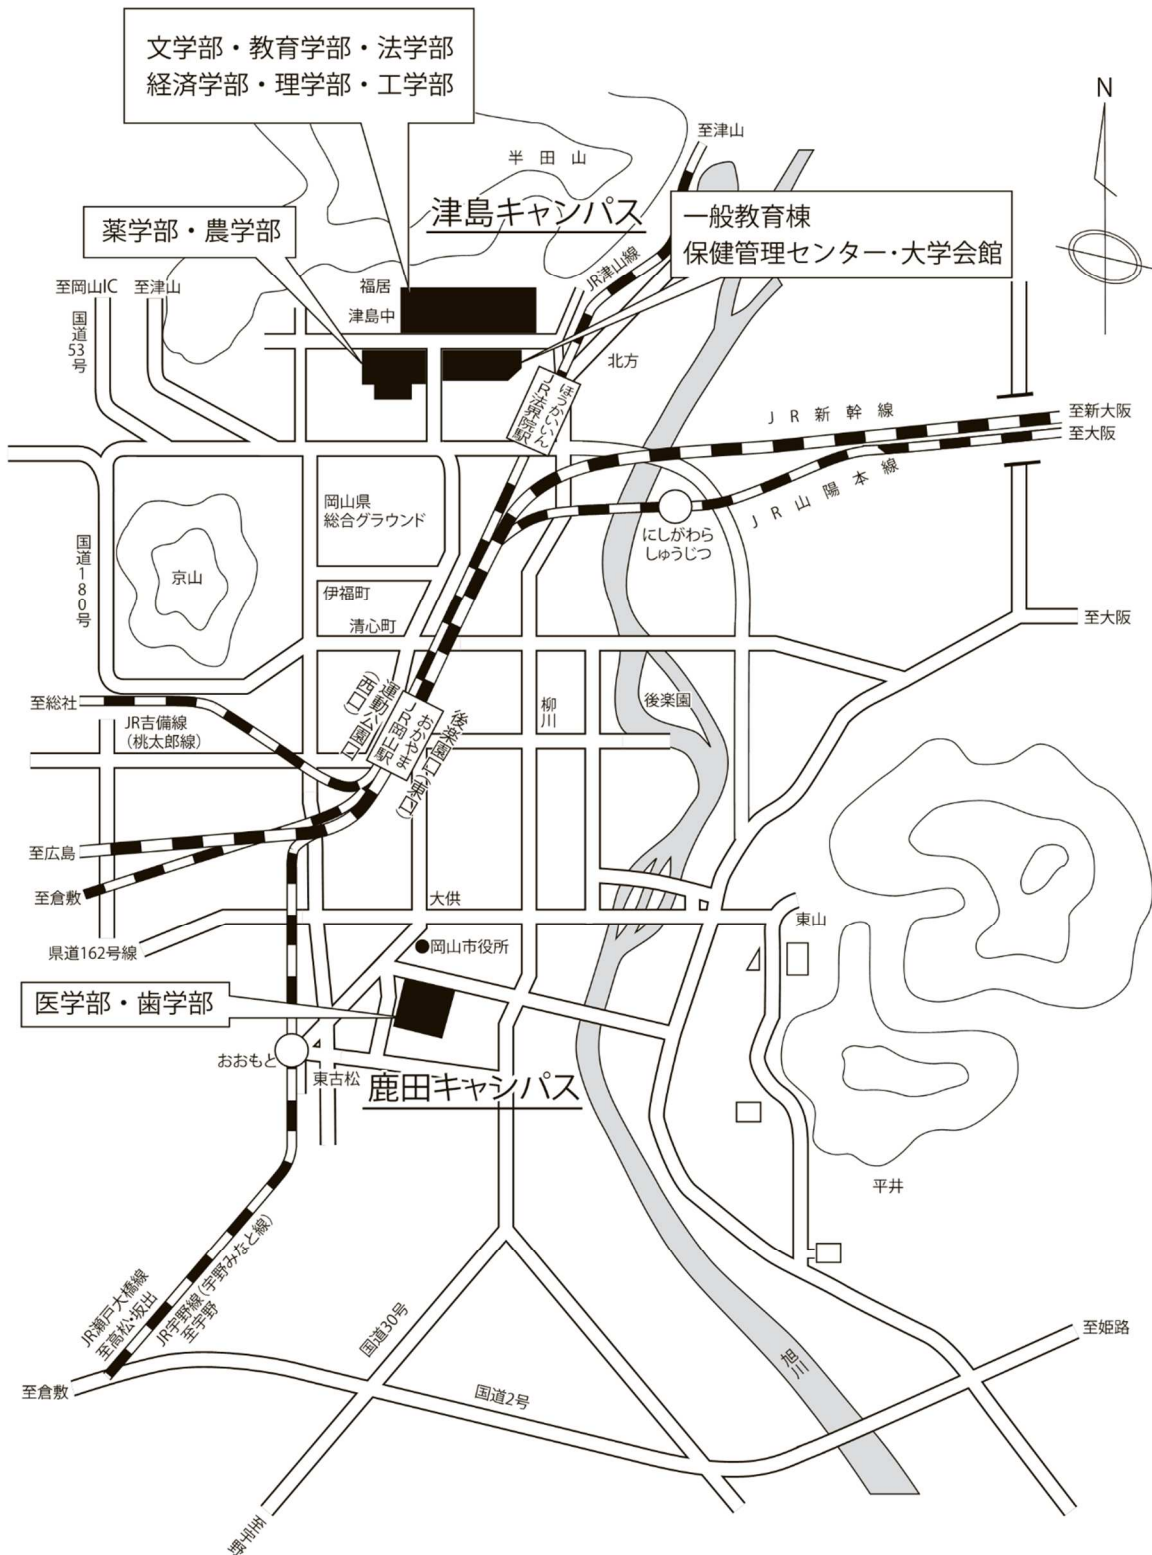 文学部・教育学部・法学部
経済学部・理学部・工学部
N
至津山
半田山
津島キャンパス
一般教育棟
保健管理センター・大学会館
薬学部・農学部
JR津山線
至岡山IC
至津山
福居
津島中
国道53号
北方
ほうかいいん
JR法界院駅
JR新幹線
至新大阪
至大阪
JR山陽本線
岡山県
総合グラウンド
にしがわら
しゅうじつ
国道180号
京山
伊福町
清心町
至大阪
至総社
JR吉備線
(桃太郎線)
運動公園口
(西口)
おかやま
JR岡山駅
後楽園口・(東口)
柳川
後楽園
至広島
至倉敷
大供
東山
県道162号線
岡山市役所
医学部・歯学部
おおもと
東古松
鹿田キャンパス
平井
JR瀬戸大橋線
至高松・坂出
JR宇野線(宇野みなと線)
至宇野
国道30号
至倉敷
国道2号
旭川
至姫路
至宇野